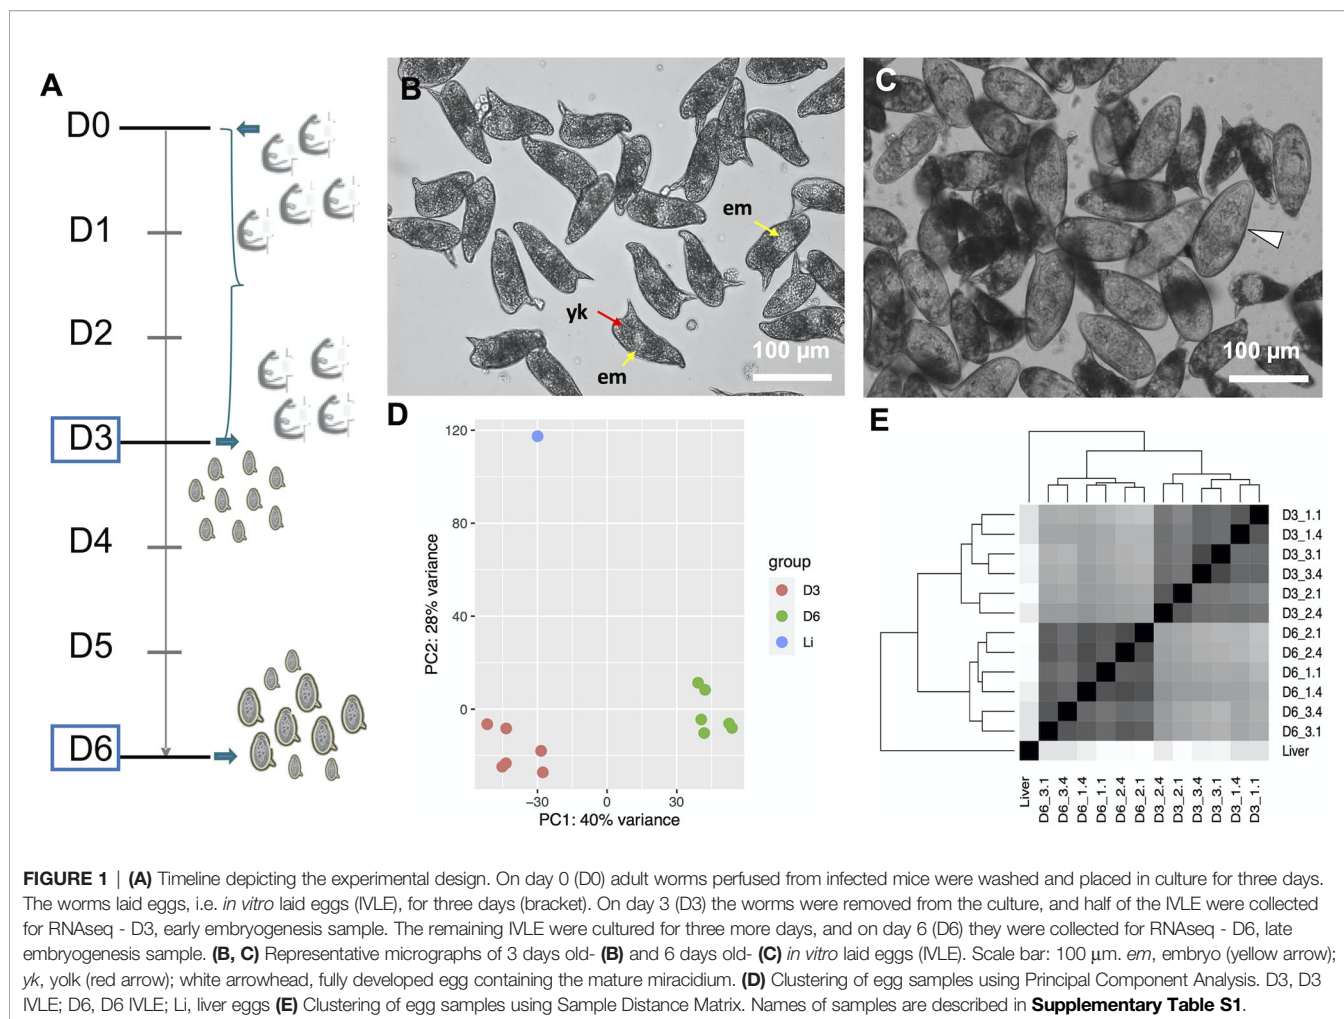 A
D0
D1
D2
D3
D4
D5
D6
B
em
yk
em
100 µm
C
100 µm
D
120
80
40
0
PC2: 28% variance
−30
0
30
PC1: 40% variance
group
D3
D6
Li
E
D3_1.1
D3_1.4
D3_3.1
D3_3.4
D3_2.1
D3_2.4
D6_2.1
D6_2.4
D6_1.1
D6_1.4
D6_3.4
D6_3.1
Liver
Liver
D6_3.1
D6_3.4
D6_1.4
D6_1.1
D6_2.4
D6_2.1
D3_2.4
D3_2.1
D3_3.4
D3_3.1
D3_1.4
D3_1.1
FIGURE 1 | (A) Timeline depicting the experimental design. On day 0 (D0) adult worms perfused from infected mice were washed and placed in culture for three days.
The worms laid eggs, i.e. in vitro laid eggs (IVLE), for three days (bracket). On day 3 (D3) the worms were removed from the culture, and half of the IVLE were collected
for RNAseq - D3, early embryogenesis sample. The remaining IVLE were cultured for three more days, and on day 6 (D6) they were collected for RNAseq - D6, late
embryogenesis sample. (B, C) Representative micrographs of 3 days old- (B) and 6 days old- (C) in vitro laid eggs (IVLE). Scale bar: 100 µm. em, embryo (yellow arrow);
yk, yolk (red arrow); white arrowhead, fully developed egg containing the mature miracidium. (D) Clustering of egg samples using Principal Component Analysis. D3, D3
IVLE; D6, D6 IVLE; Li, liver eggs (E) Clustering of egg samples using Sample Distance Matrix. Names of samples are described in Supplementary Table S1.